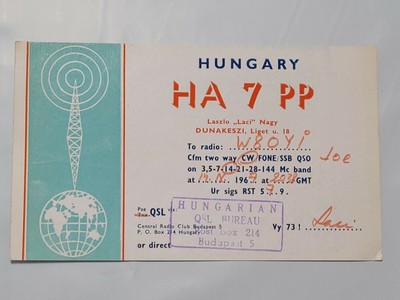 HUNGARY
HA 7 PP
Laszlo „Laci" Nagy
DUNAKESZI, Liget u. 18
To radio: W8OYI
Cfm two way CW/FONE/SSB QSO Joe
on 3,5-7-14-21-28-144 Mc band
at 196 GMT
Ur sigs RST 5 9 9.
Pse QSL via:
HUNGARIAN
QSL BUREAU
Post Box 214
Budapest 5
Central Radio Club Budapest 5
P. O. Box 214 Hungary
or direct
Vy 73! Laci